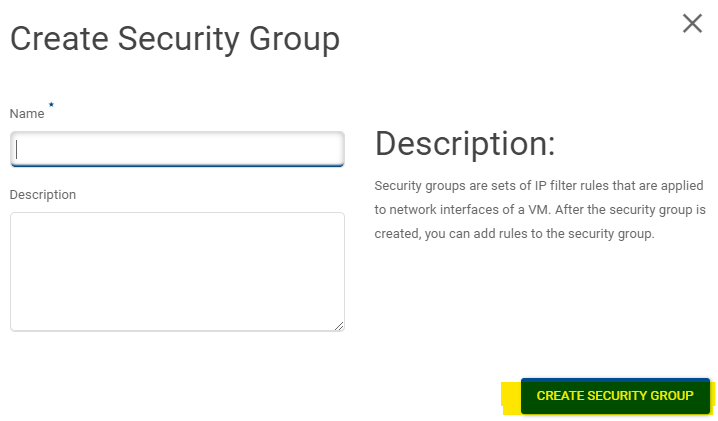 Create Security Group
Name *
Description
Description:
Security groups are sets of IP filter rules that are applied
to network interfaces of a VM. After the security group is
created, you can add rules to the security group.
CREATE SECURITY GROUP